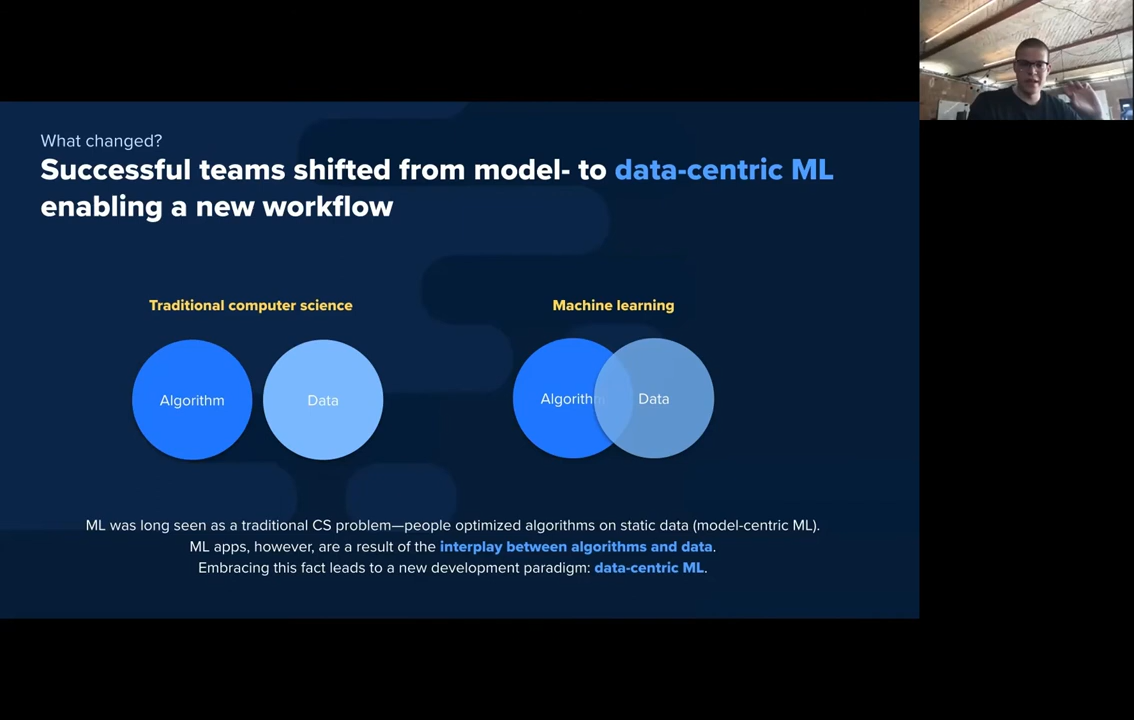 What changed?
Successful teams shifted from model- to data-centric ML
enabling a new workflow
Traditional computer science
Machine learning
Algorithm
Data
Algorithm
Data
ML was long seen as a traditional CS problem—people optimized algorithms on static data (model-centric ML).
ML apps, however, are a result of the interplay between algorithms and data.
Embracing this fact leads to a new development paradigm: data-centric ML.